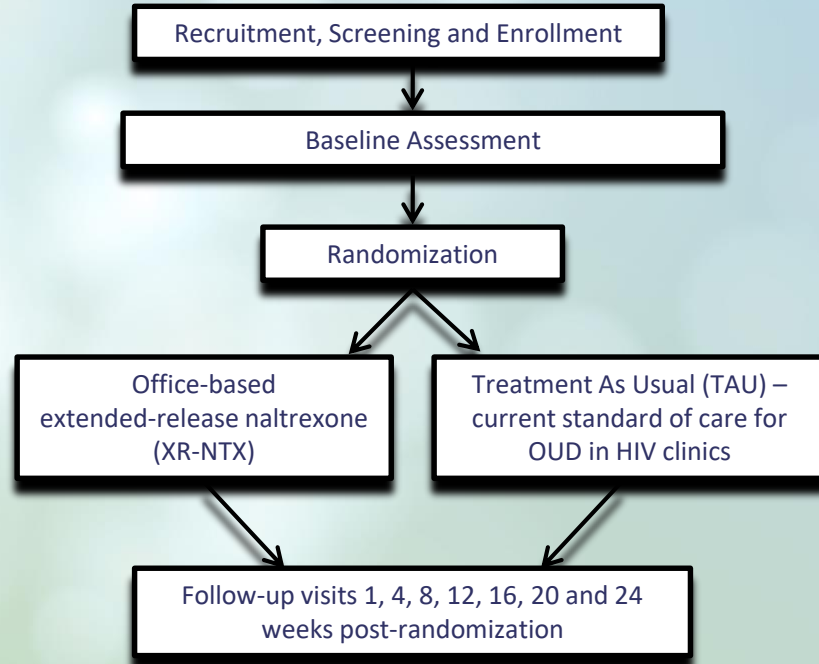 Recruitment, Screening and Enrollment
Baseline Assessment
Randomization
Office-based
extended-release naltrexone
(XR-NTX)
Treatment As Usual (TAU) –
current standard of care for
OUD in HIV clinics
Follow-up visits 1, 4, 8, 12, 16, 20 and 24
weeks post-randomization